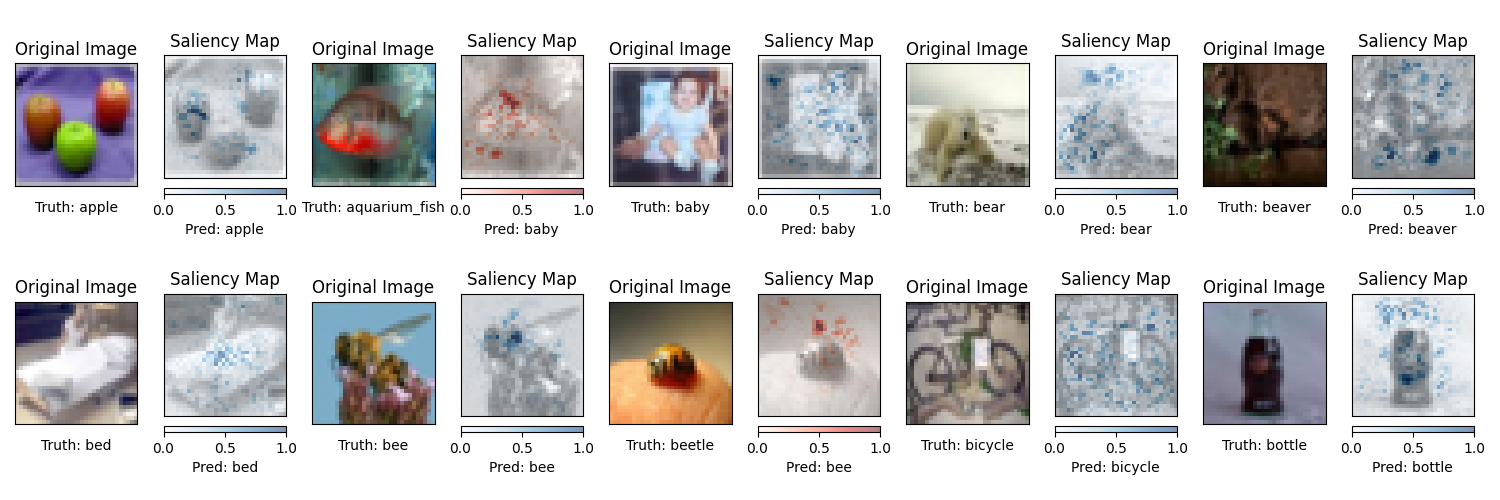 Original Image Saliency Map Original Image Saliency Map Original Image Saliency Map Original Image Saliency Map Original Image Saliency Map
Truth: apple 0.0 0.5 1.0 Truth: aquarium_fish 0.0 0.5 1.0 Truth: baby 0.0 0.5 1.0 Truth: bear 0.0 0.5 1.0 Truth: beaver 0.0 0.5 1.0
Pred: apple Pred: baby Pred: baby Pred: bear Pred: beaver
Original Image Saliency Map Original Image Saliency Map Original Image Saliency Map Original Image Saliency Map Original Image Saliency Map
Truth: bed 0.0 0.5 1.0 Truth: bee 0.0 0.5 1.0 Truth: beetle 0.0 0.5 1.0 Truth: bicycle 0.0 0.5 1.0 Truth: bottle 0.0 0.5 1.0
Pred: bed Pred: bee Pred: bee Pred: bicycle Pred: bottle